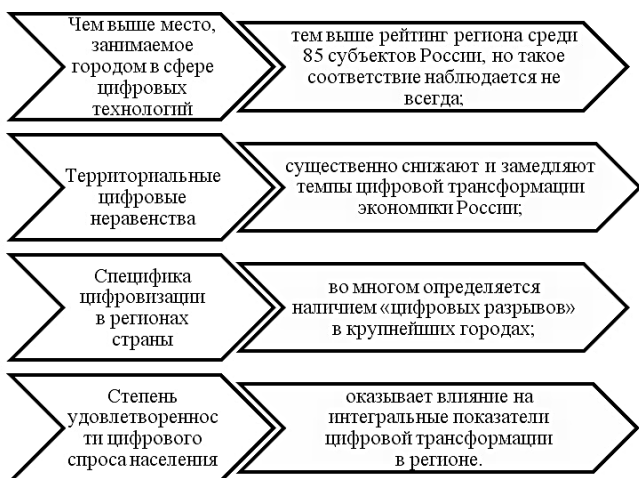 Чем выше место,
занимаемое
городом в сфере
цифровых
технологий
тем выше рейтинг региона среди
85 субъектов России, но такое
соответствие наблюдается не
всегда;
Территориальные
цифровые
неравенства
существенно снижают и замедляют
темпы цифровой трансформации
экономики России;
Специфика
цифровизации
в регионах
страны
во многом определяется
наличием «цифровых разрывов»
в крупнейших городах;
Степень
удовлетвореннос
ти цифрового
спроса населения
оказывает влияние на
интегральные показатели
цифровой трансформации
в регионе.